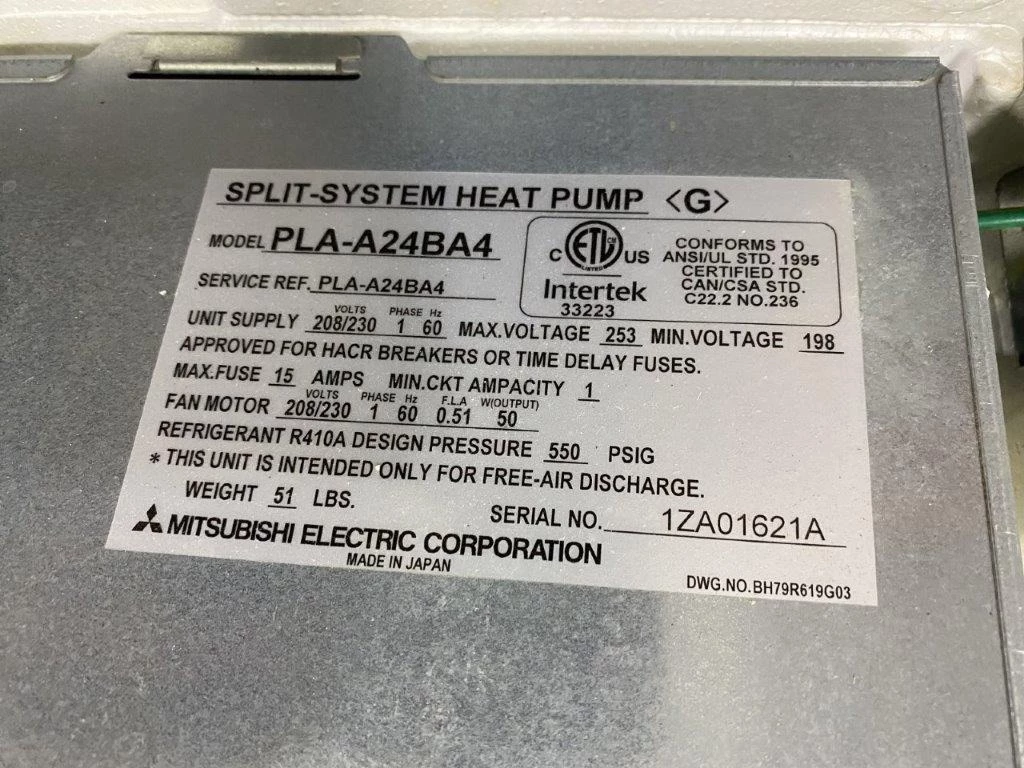 SPLIT-SYSTEM HEAT PUMP <G>
MODEL PLA-A24BA4
SERVICE REF. PLA-A24BA4
C ETL CM LISTED US
Intertek
33223
CONFORMS TO
ANSI/UL STD. 1995
CERTIFIED TO
CAN/CSA STD.
C22.2 NO.236
VOLTS PHASE Hz
UNIT SUPPLY 208/230 1 60 MAX.VOLTAGE 253 MIN.VOLTAGE 198
APPROVED FOR HACR BREAKERS OR TIME DELAY FUSES.
MAX.FUSE 15 AMPS MIN.CKT AMPACITY 1
VOLTS PHASE Hz F.L.A W(OUTPUT)
FAN MOTOR 208/230 1 60 0.51 50
REFRIGERANT R410A DESIGN PRESSURE 550 PSIG
* THIS UNIT IS INTENDED ONLY FOR FREE-AIR DISCHARGE.
WEIGHT 51 LBS.
SERIAL NO. 1ZA01621A
MITSUBISHI ELECTRIC CORPORATION
MADE IN JAPAN
DWG.NO.BH79R619G03